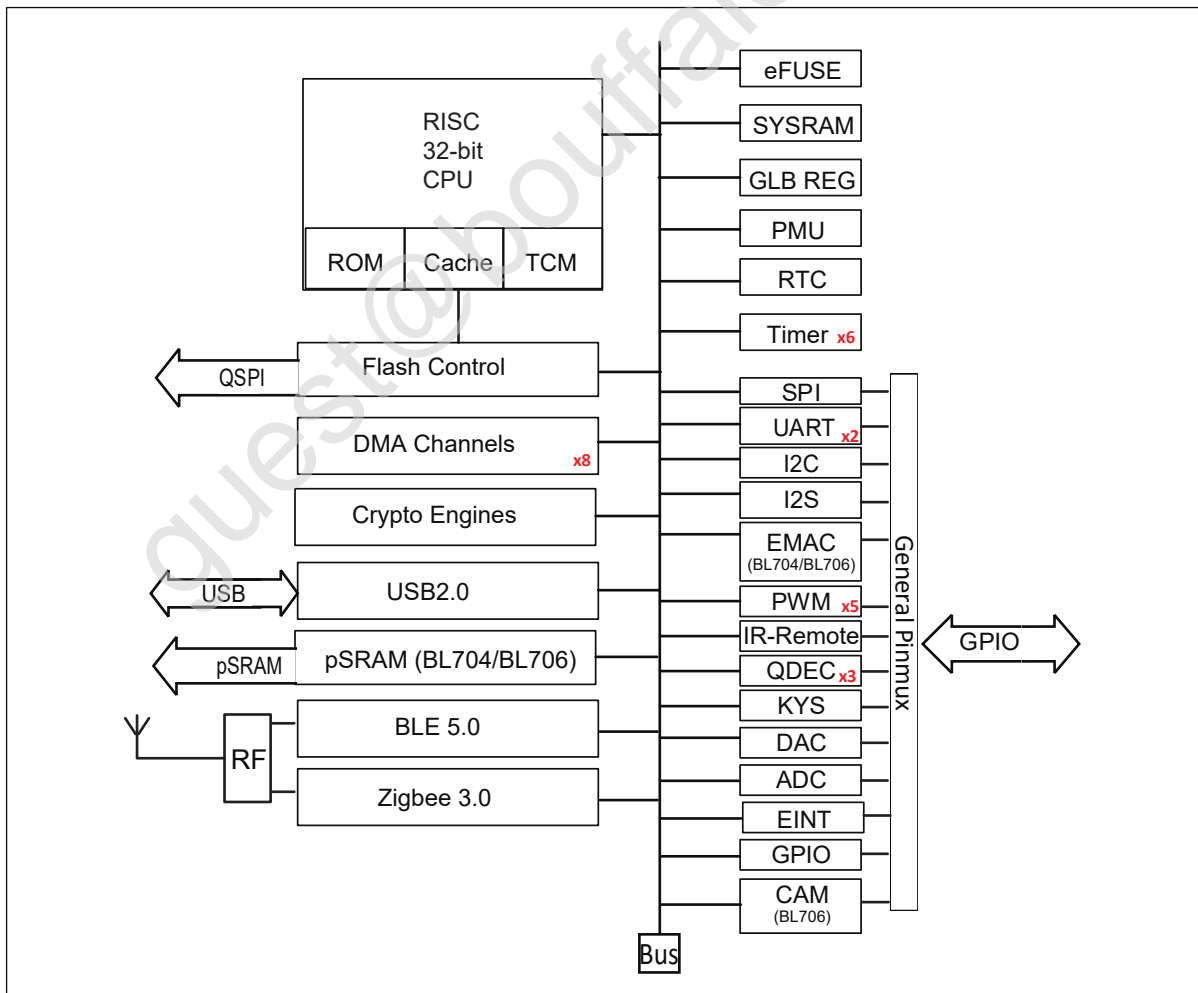 RISC
32-bit
CPU
ROM
Cache
TCM
QSPI
Flash Control
DMA Channels
x8
Crypto Engines
USB
USB2.0
pSRAM
pSRAM (BL704/BL706)
RF
BLE 5.0
Zigbee 3.0
Bus
eFUSE
SYSRAM
GLB REG
PMU
RTC
Timer x6
SPI
UART x2
I2C
I2S
EMAC
(BL704/BL706)
PWM x5
IR-Remote
QDEC x3
KYS
DAC
ADC
EINT
GPIO
CAM
(BL706)
General Pinmux
GPIO